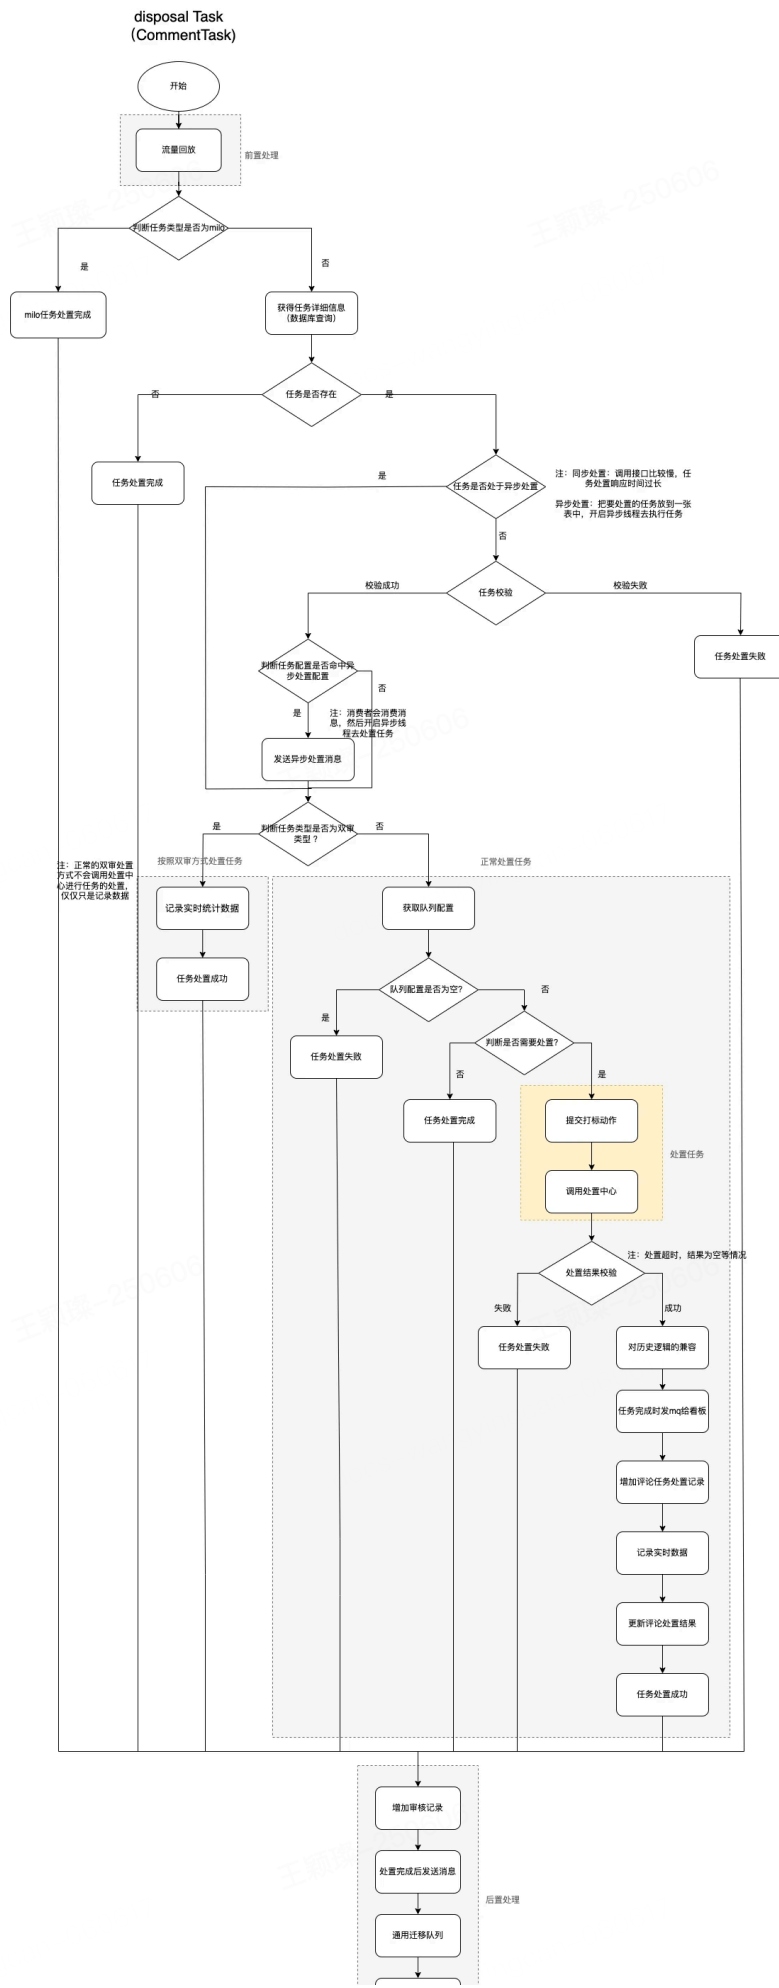 disposal Task
（CommentTask)
开始
流量回放
前置处理
判断任务类型是否为milo
是
否
milo任务处置完成
获得任务详细信息
（数据库查询）
任务是否存在
否
是
任务处置完成
是
任务是否处于异步处置
注：同步处置：调用接口比较慢，任
务处置响应时间过长
异步处置：把要处置的任务放到一张
表中，开启异步线程去执行任务
否
校验成功
任务校验
校验失败
任务处置失败
判断任务配置是否命中异
步处置配置
否
是
注：消费者会消费消
息，然后开启异步线
程去处置任务
发送异步处置消息
是
判断任务类型是否为双审
类型 ?
否
注：正常的双审处置
方式不会调用处置中
心进行任务的处置，
仅仅只是记录数据
按照双审方式处置任务
正常处置任务
记录实时统计数据
获取队列配置
任务处置成功
队列配置是否为空?
否
是
任务处置失败
判断是否需要处置?
否
是
任务处置完成
提交打标动作
处置任务
调用处置中心
注：处置超时，结果为空等情况
处置结果校验
失败
成功
任务处置失败
对历史逻辑的兼容
任务完成时发mq给看板
增加评论任务处置记录
记录实时数据
更新评论处置结果
任务处置成功
增加审核记录
处置完成后发送消息
后置处理
通用迁移队列